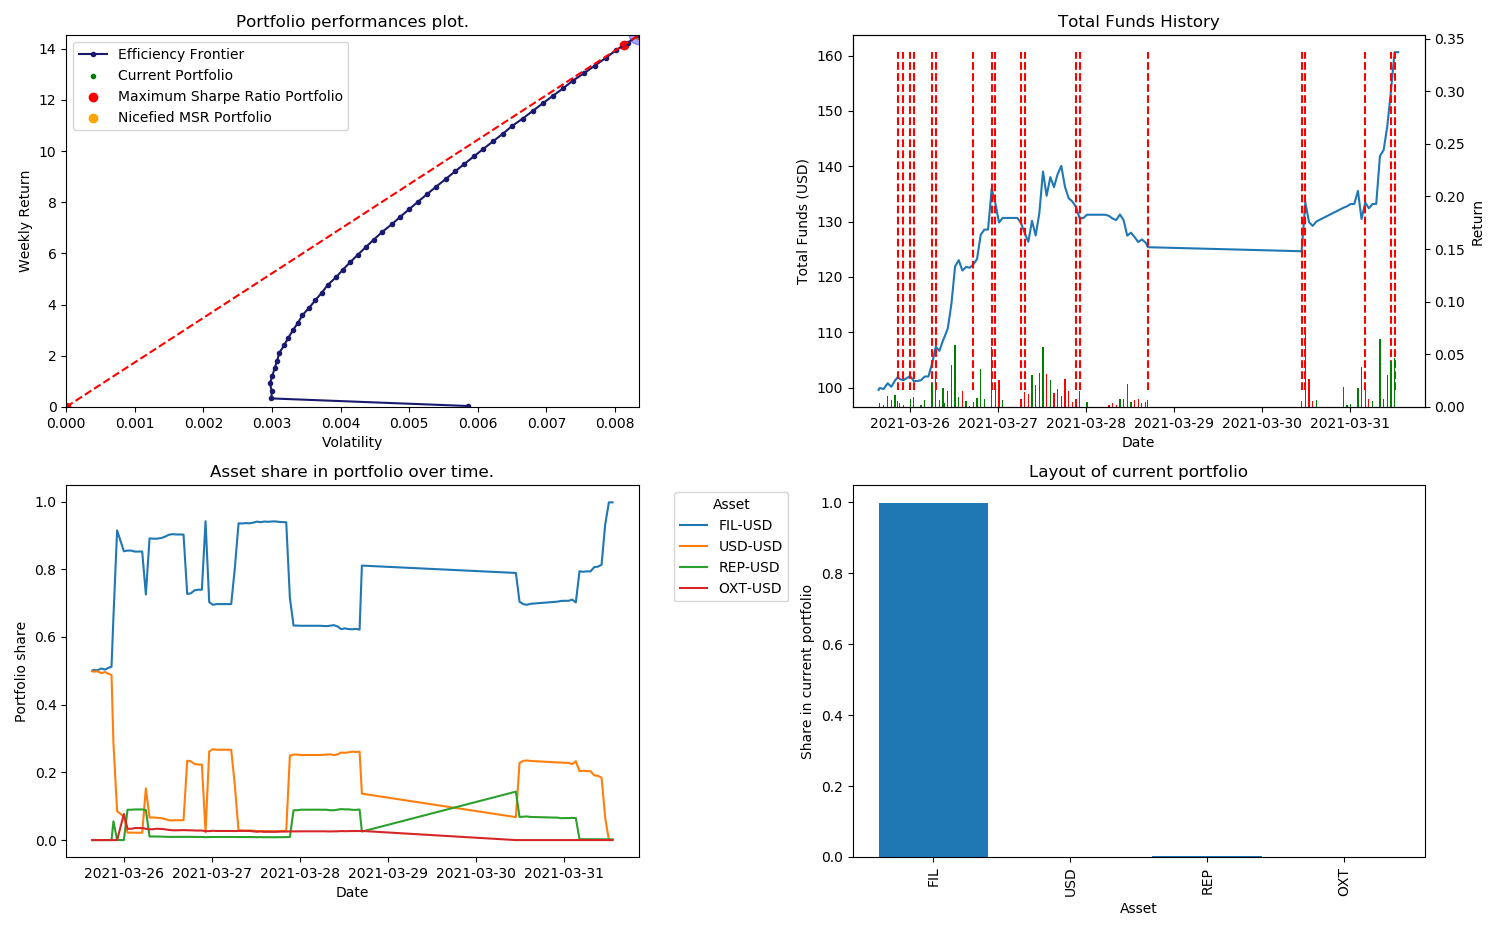 Portfolio performances plot.
Efficiency Frontier
Current Portfolio
Maximum Sharpe Ratio Portfolio
Nicefied MSR Portfolio
14
12
10
8
6
4
2
0
Weekly Return
0.000 0.001 0.002 0.003 0.004 0.005 0.006 0.007 0.008
Volatility
Total Funds History
160
150
140
130
120
110
100
Total Funds (USD)
0.35
0.30
0.25
0.20
0.15
0.10
0.05
0.00
Return
2021-03-26 2021-03-27 2021-03-28 2021-03-29 2021-03-30 2021-03-31
Date
Asset share in portfolio over time.
1.0
0.8
0.6
0.4
0.2
0.0
Portfolio share
2021-03-26 2021-03-27 2021-03-28 2021-03-29 2021-03-30 2021-03-31
Date
Asset
FIL-USD
USD-USD
REP-USD
OXT-USD
Layout of current portfolio
1.0
0.8
0.6
0.4
0.2
0.0
Share in current portfolio
FIL USD REP OXT
Asset